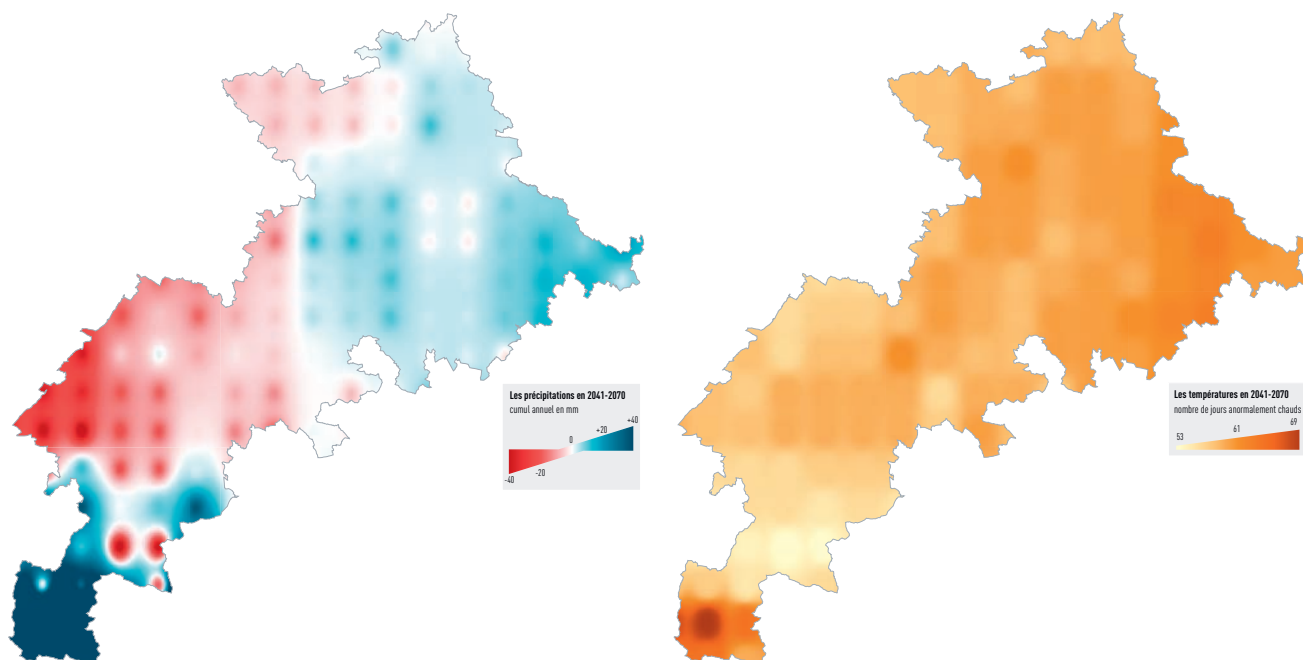 Les précipitations en 2041-2070
cumul annuel en mm
+40
+20
0
-20
-40
Les températures en 2041-2070
nombre de jours anormalement chauds
69
61
53